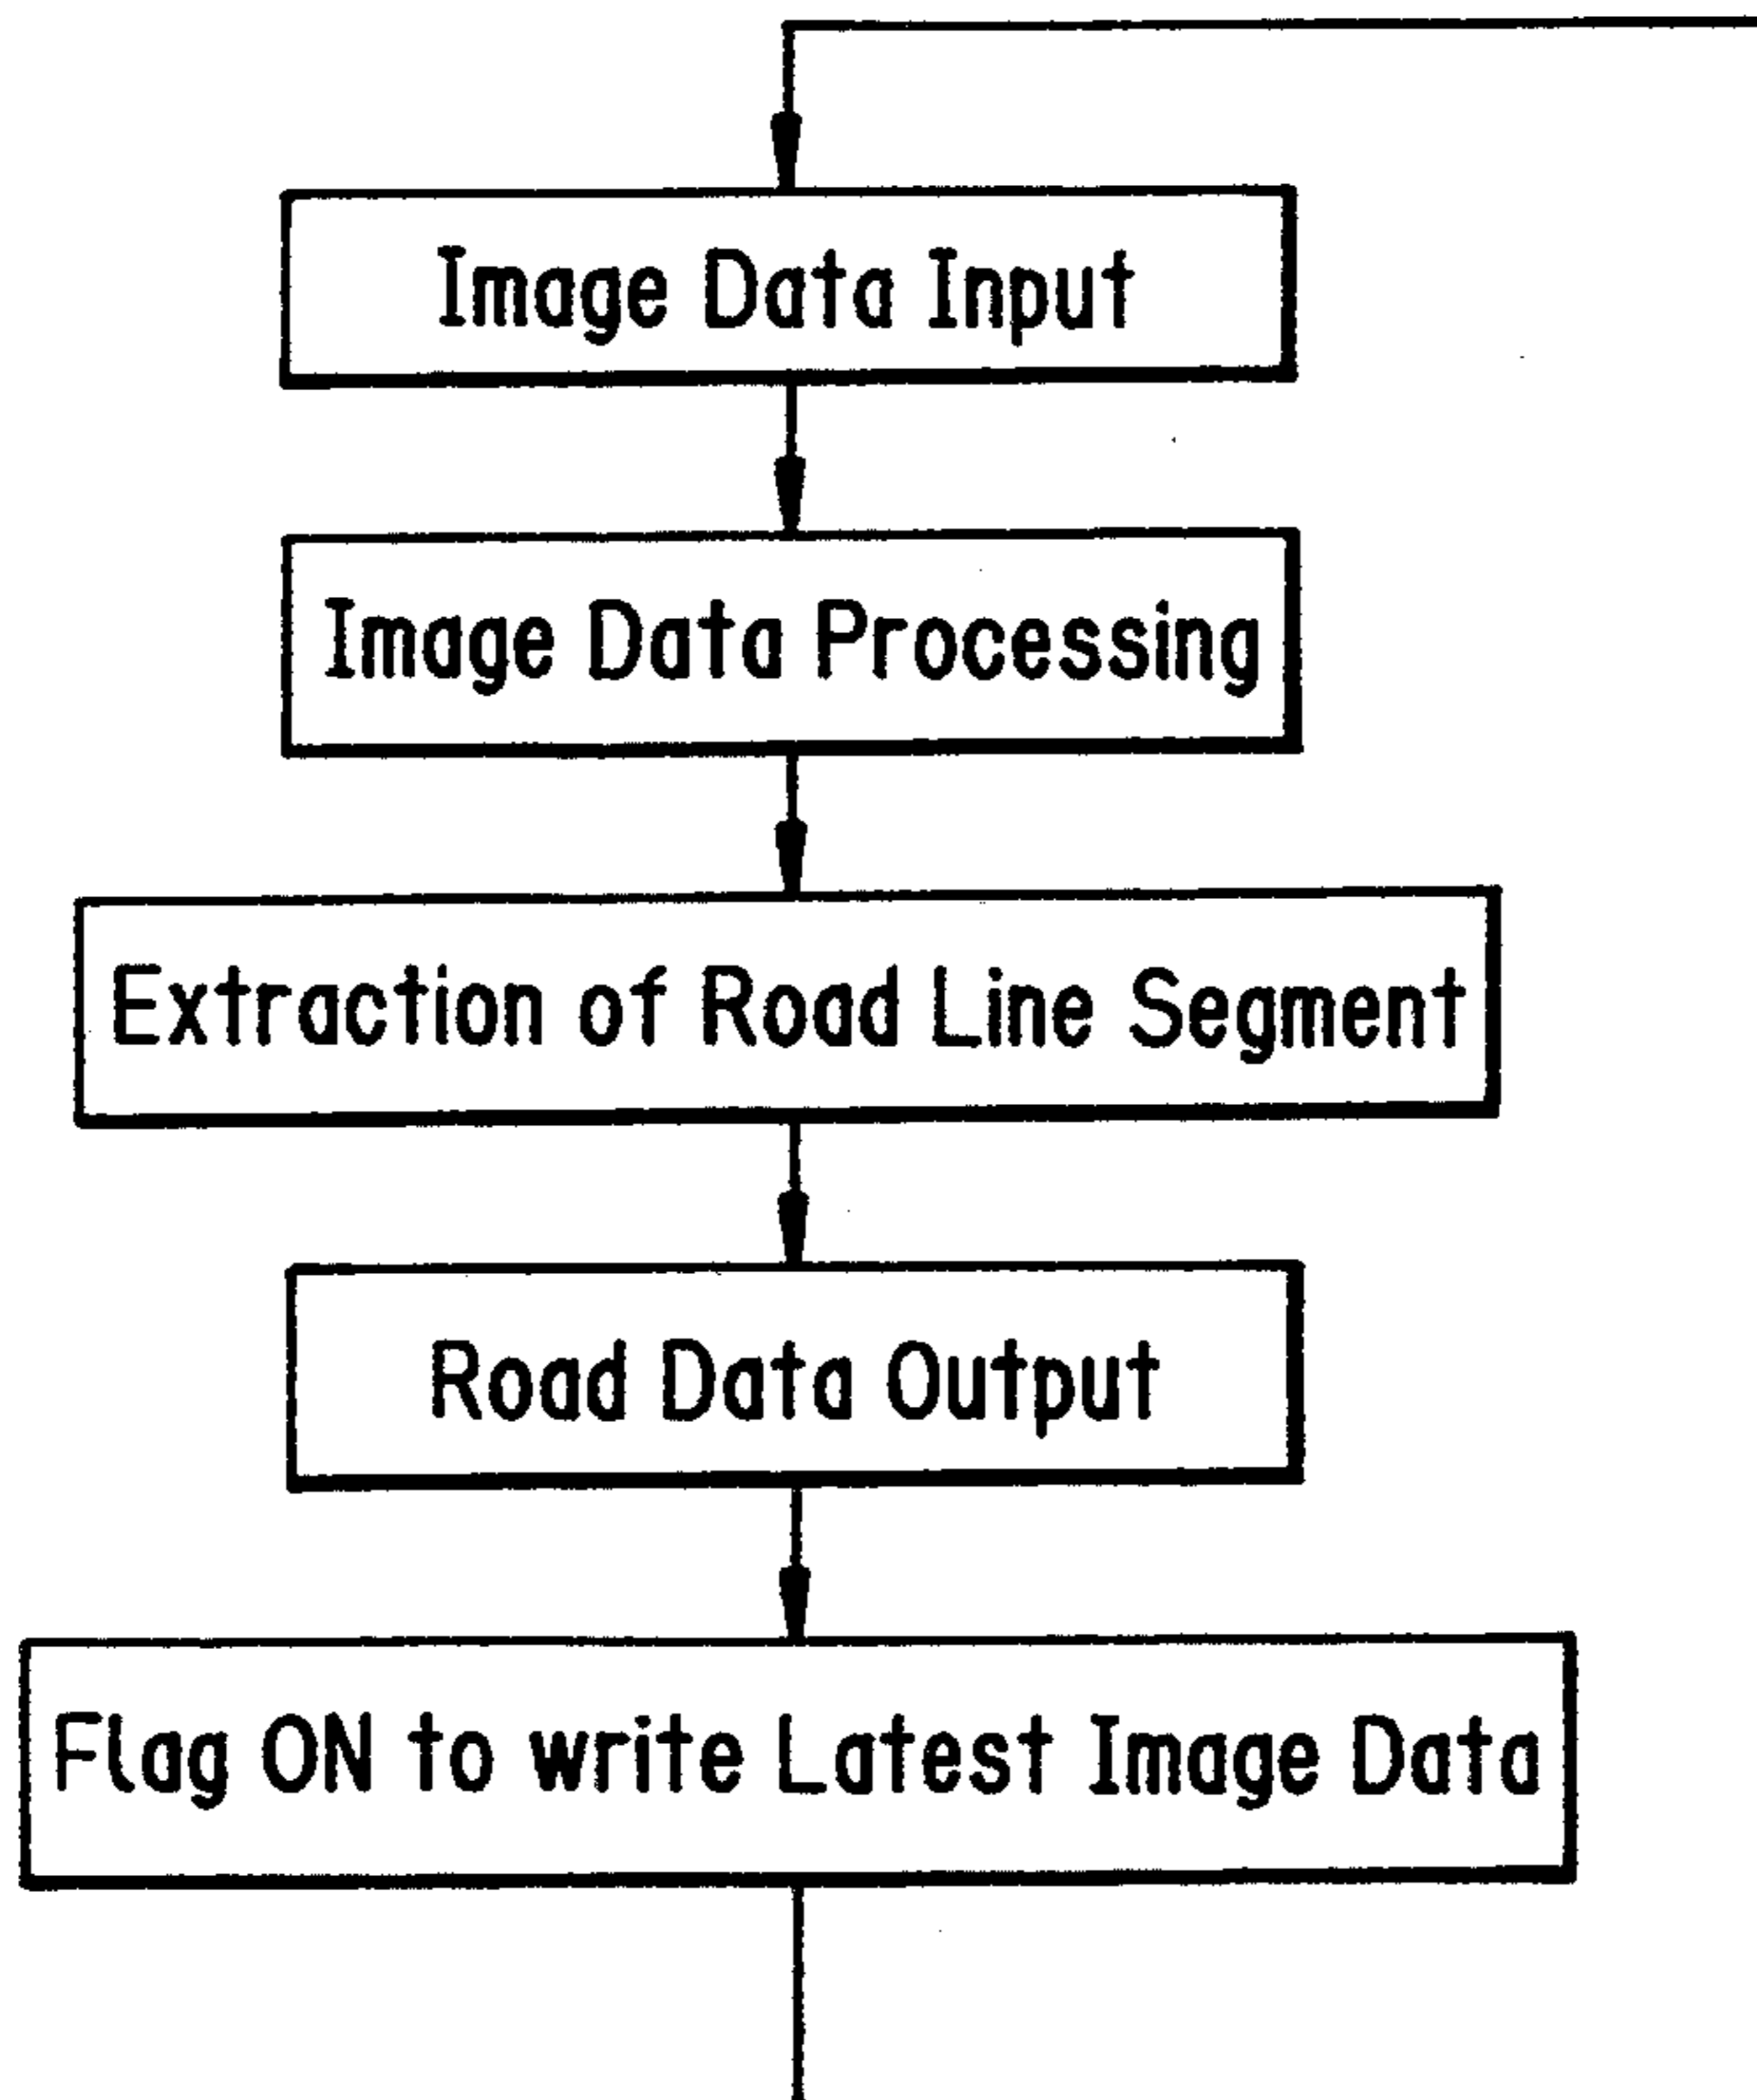 Image Data Input
Image Data Processing
Extraction of Road Line Segment
Road Data Output
Flag ON to write Latest Image Data